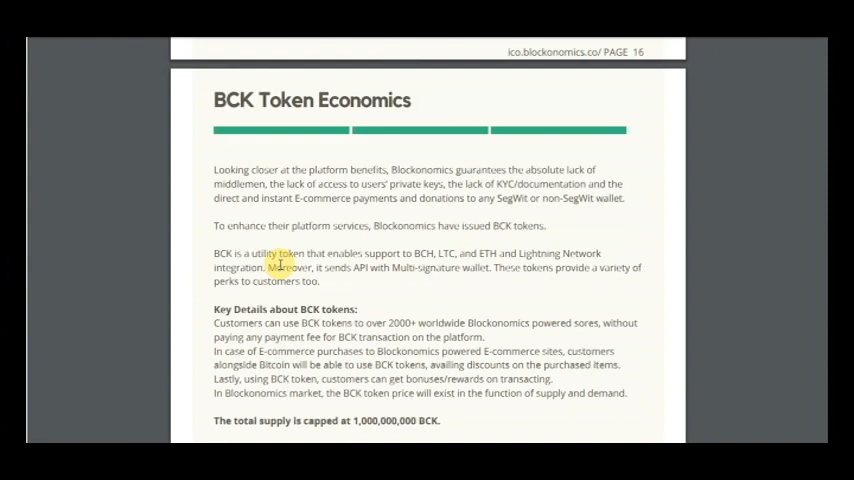 ico.blockonomics.co/ PAGE 16
BCK Token Economics
Looking closer at the platform benefits, Blockonomics guarantees the absolute lack of
middlemen, the lack of access to users' private keys, the lack of KYC/documentation and the
direct and instant E-commerce payments and donations to any SegWit or non-SegWit wallet.
To enhance their platform services, Blockonomics have issued BCK tokens.
BCK is a utility token that enables support to BCH, LTC, and ETH and Lightning Network
integration. Moreover, it sends API with Multi-signature wallet. These tokens provide a variety of
perks to customers too.
Key Details about BCK tokens:
Customers can use BCK tokens to over 2000+ worldwide Blockonomics powered sores, without
paying any payment fee for BCK transaction on the platform.
In case of E-commerce purchases to Blockonomics powered E-commerce sites, customers
alongside Bitcoin will be able to use BCK tokens, availing discounts on the purchased items.
Lastly, using BCK token, customers can get bonuses/rewards on transacting.
In Blockonomics market, the BCK token price will exist in the function of supply and demand.
The total supply is capped at 1,000,000,000 BCK.